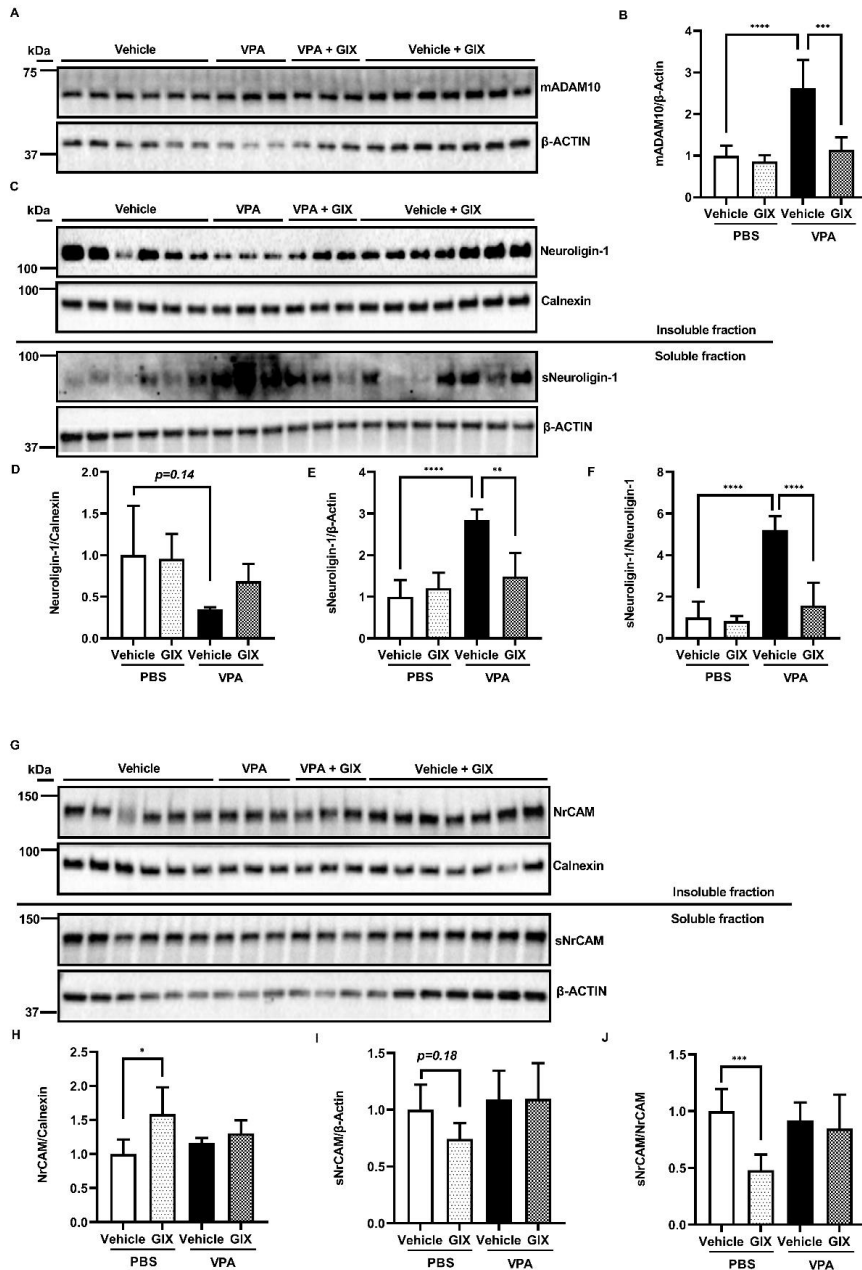 A
kDa Vehicle VPA VPA + GIX Vehicle + GIX
75
mADAM10
β-ACTIN
37
B
**** ***
mADAM10/β-Actin
4
3
2
1
0
Vehicle GIX Vehicle GIX
PBS VPA
C
kDa Vehicle VPA VPA + GIX Vehicle + GIX
Neuroligin-1
100
100
Calnexin
Insoluble fraction
Soluble fraction
100
sNeuroligin-1
β-ACTIN
37
D
p=0.14
Neuroligin-1/Calnexin
2.0
1.5
1.0
0.5
0.0
Vehicle GIX Vehicle GIX
PBS VPA
E
**** **
sNeuroligin-1/β-Actin
4
3
2
1
0
Vehicle GIX Vehicle GIX
PBS VPA
F
**** ****
sNeuroligin-1/Neuroligin-1
8
6
4
2
0
Vehicle GIX Vehicle GIX
PBS VPA
G
kDa Vehicle VPA VPA + GIX Vehicle + GIX
150
NrCAM
100
Calnexin
Insoluble fraction
Soluble fraction
150
sNrCAM
β-ACTIN
37
H
*
NrCAM/Calnexin
2.5
2.0
1.5
1.0
0.5
0.0
Vehicle GIX Vehicle GIX
PBS VPA
I
p=0.18
sNrCAM/β-Actin
1.5
1.0
0.5
0.0
Vehicle GIX Vehicle GIX
PBS VPA
J
***
sNrCAM/NrCAM
1.5
1.0
0.5
0.0
Vehicle GIX Vehicle GIX
PBS VPA